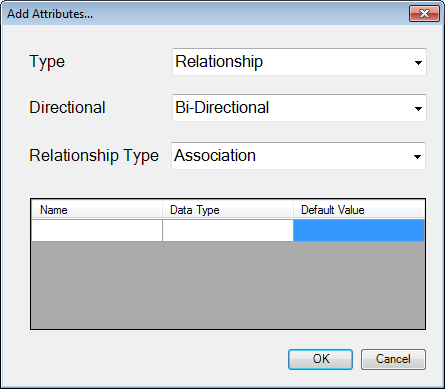 Add Attributes...
Type Relationship
Directional Bi-Directional
Relationship Type Association
Name Data Type Default Value
OK Cancel